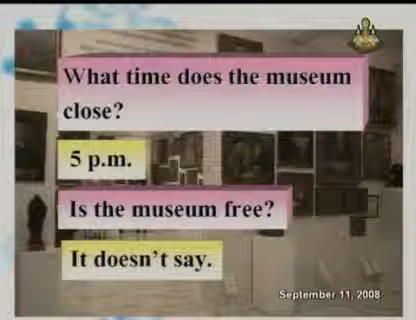 What time does the museum
close?
5 p.m.
Is the museum free?
It doesn't say.
September 11, 2008